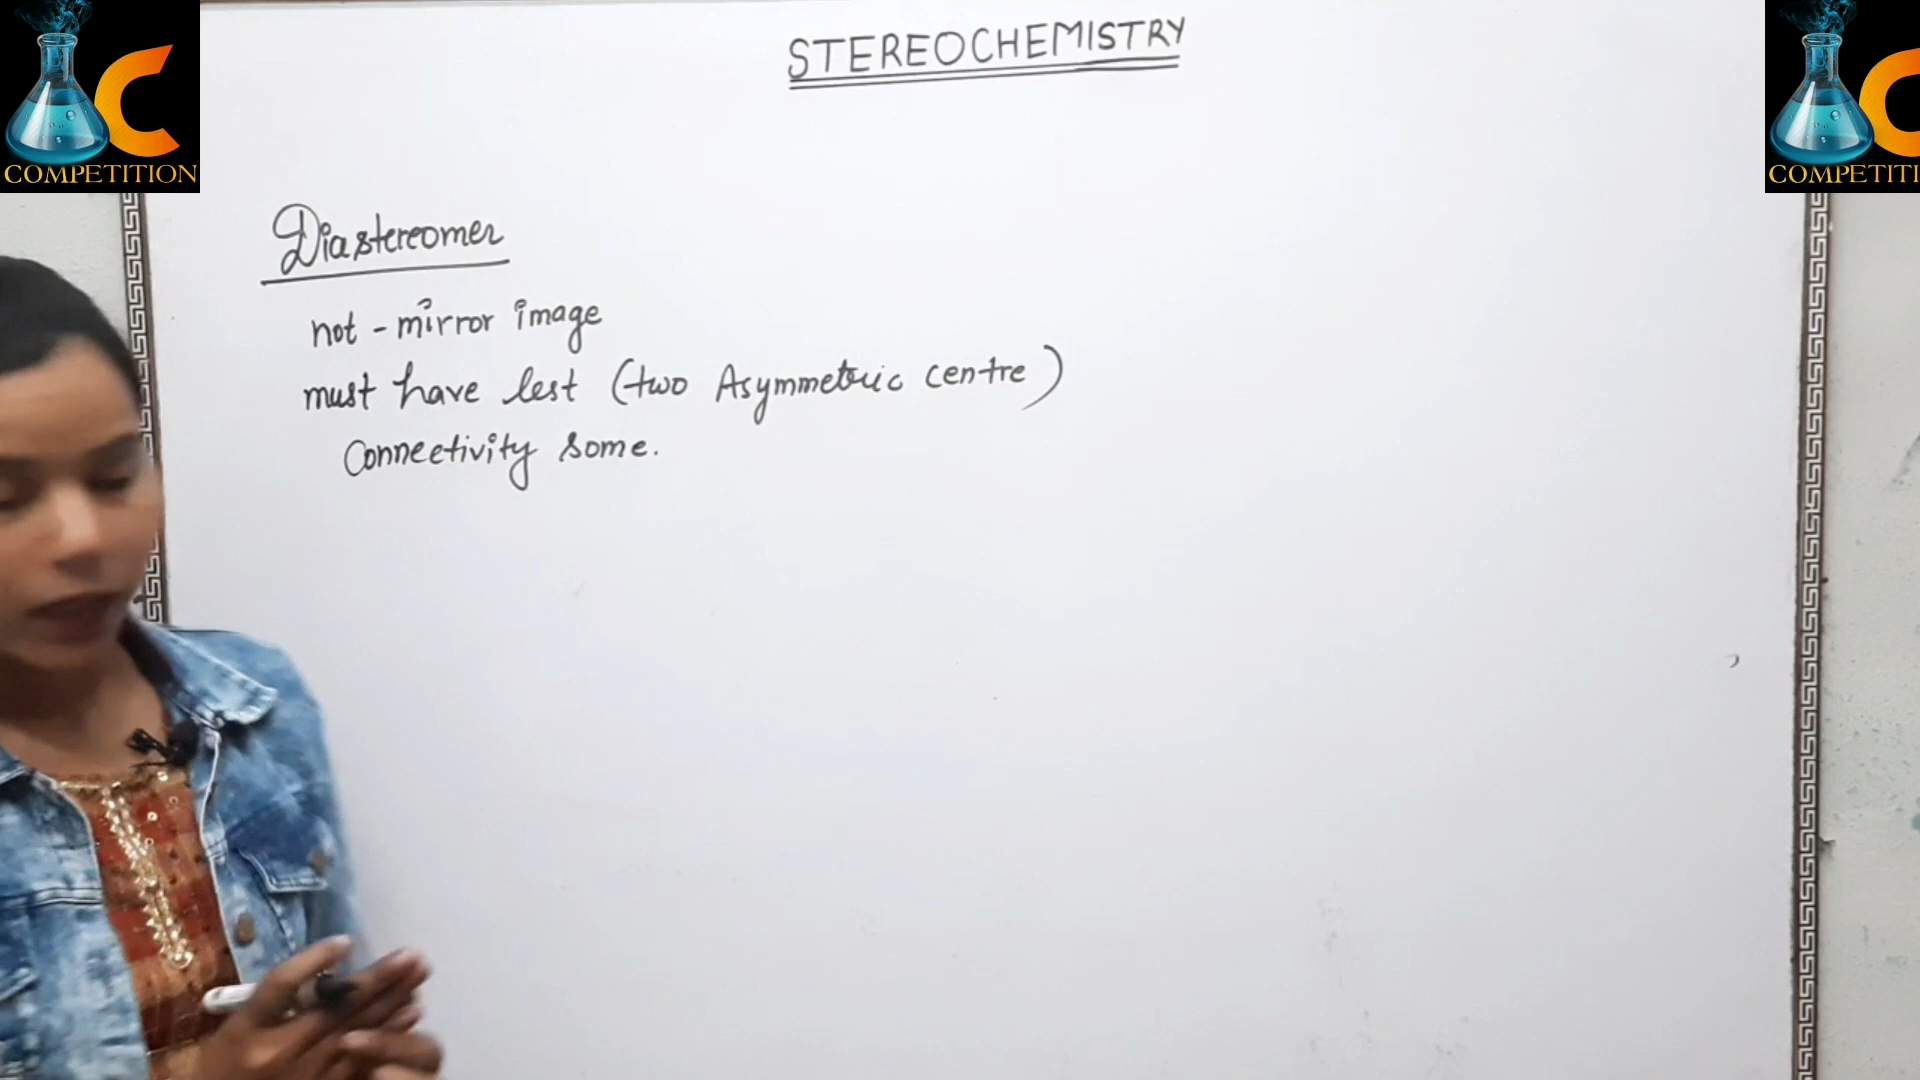 STEREOCHEMISTRY
C
COMPETITION
C
COMPETITI
Diastereomer
not - mirror image
must have lest (two Asymmetric centre)
Connectivity some.